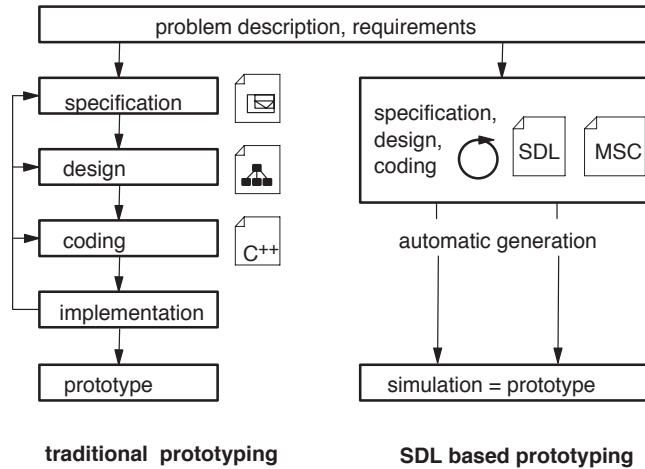 problem description, requirements
specification
design
coding
C++
implementation
prototype
traditional prototyping
specification,
design,
coding
SDL
MSC
automatic generation
simulation = prototype
SDL based prototyping